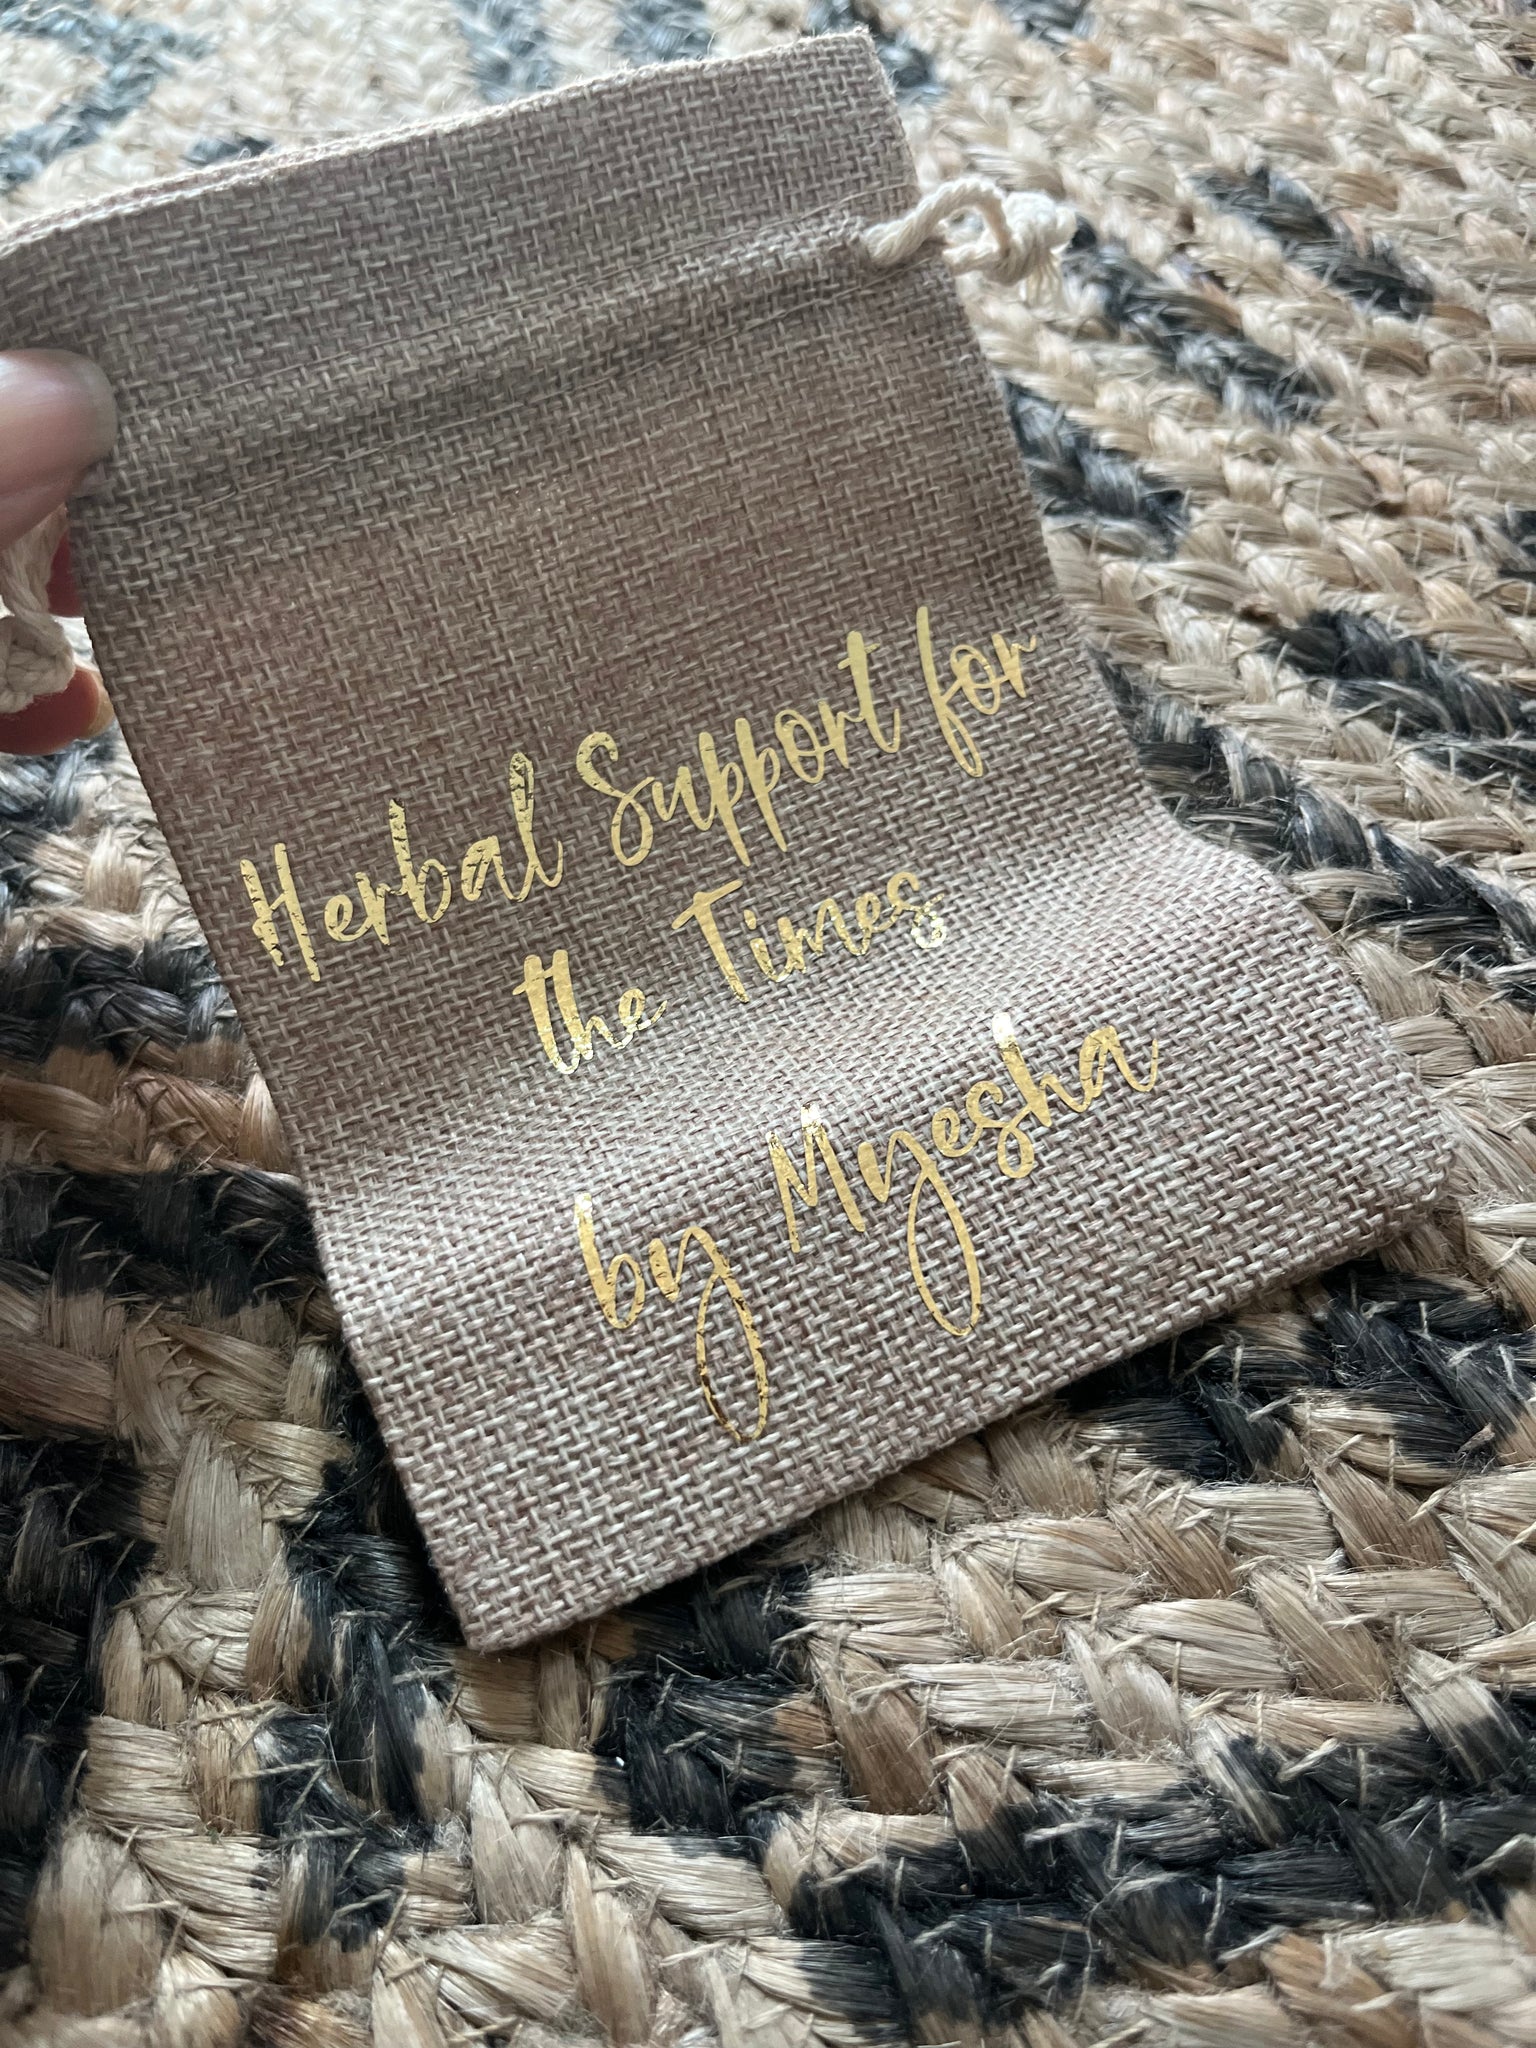 Herbal Support for
the Times
by Myesha